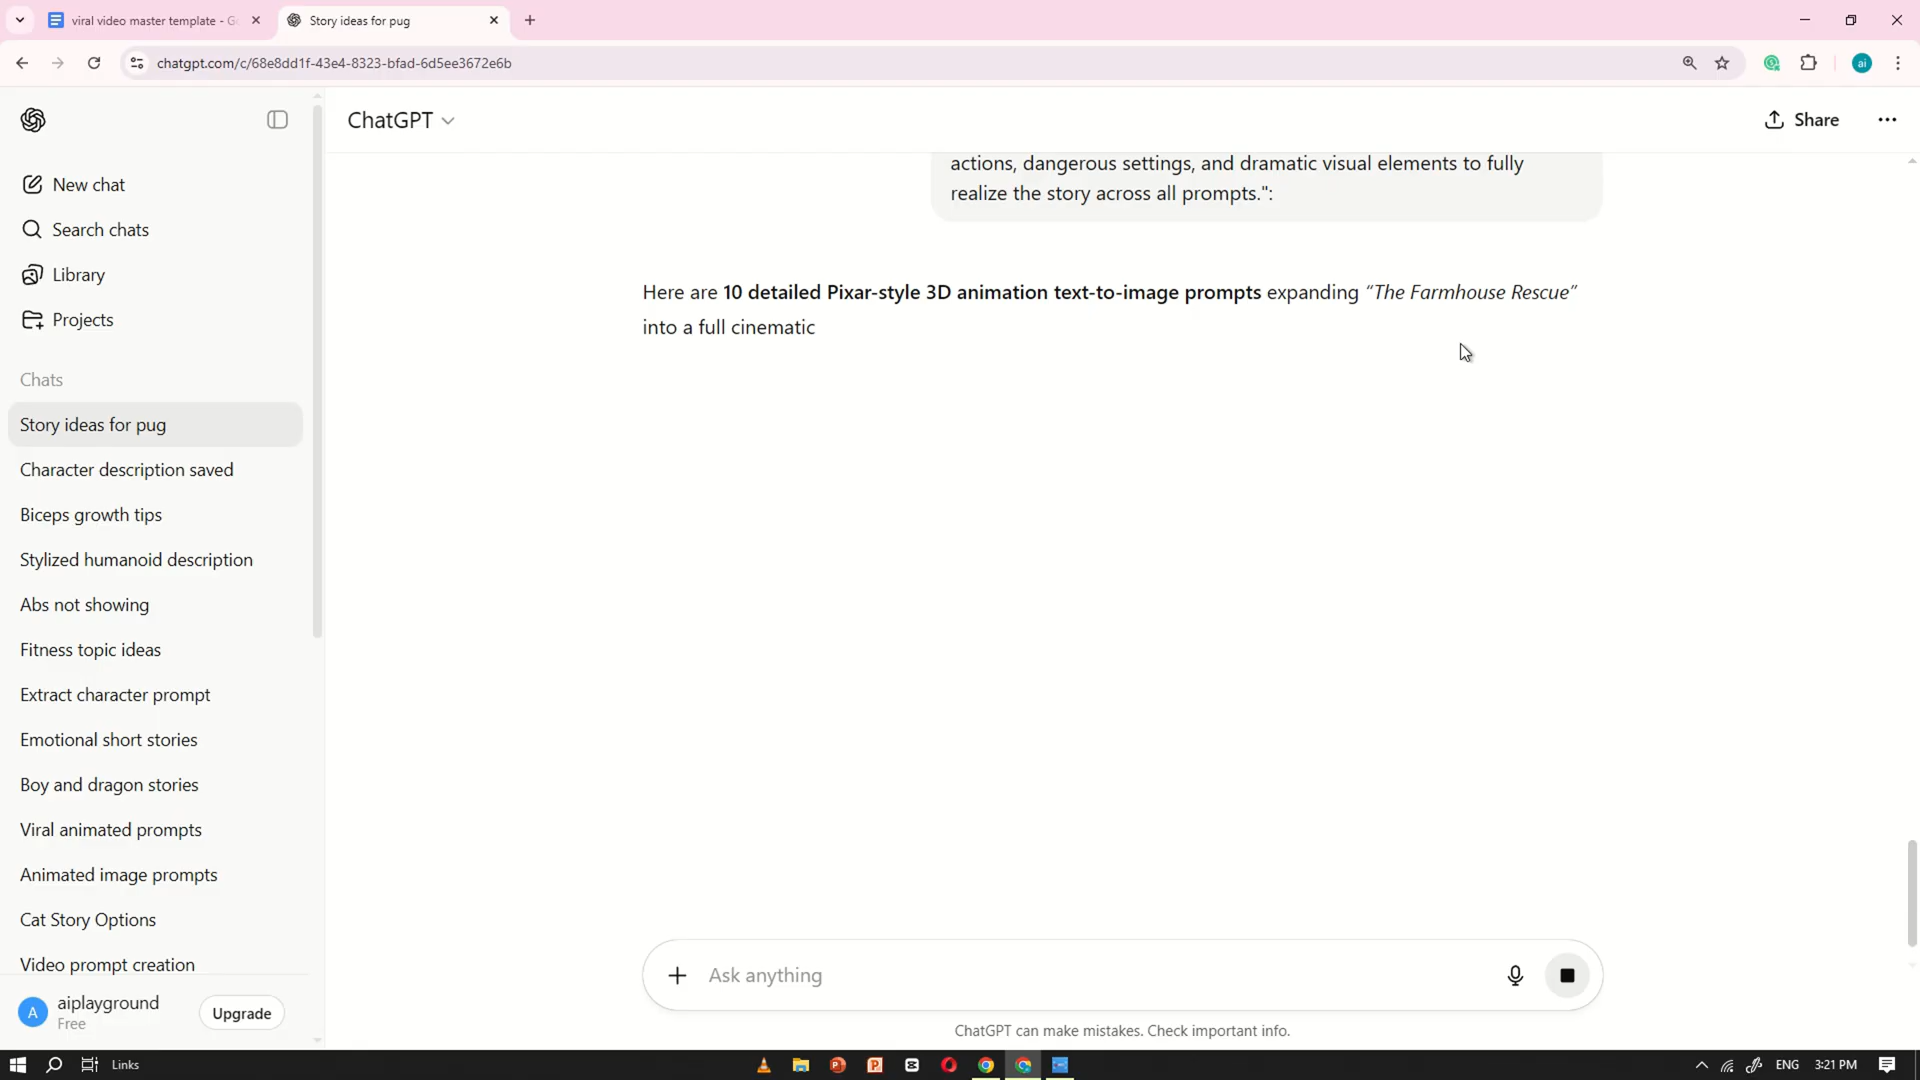 viral video master template - Go
Story ideas for pug
chatgpt.com/c/68e8dd1f-43e4-8323-bfad-6d5ee3672e6b
ai
ChatGPT
Share
New chat
Search chats
Library
Projects
Chats
Story ideas for pug
Character description saved
Biceps growth tips
Stylized humanoid description
Abs not showing
Fitness topic ideas
Extract character prompt
Emotional short stories
Boy and dragon stories
Viral animated prompts
Animated image prompts
Cat Story Options
Video prompt creation
A
aiplayground
Free
Upgrade
actions, dangerous settings, and dramatic visual elements to fully
realize the story across all prompts.":
Here are 10 detailed Pixar-style 3D animation text-to-image prompts expanding “The Farmhouse Rescue”
into a full cinematic
Ask anything
ChatGPT can make mistakes. Check important info.
Links
ENG
3:21 PM